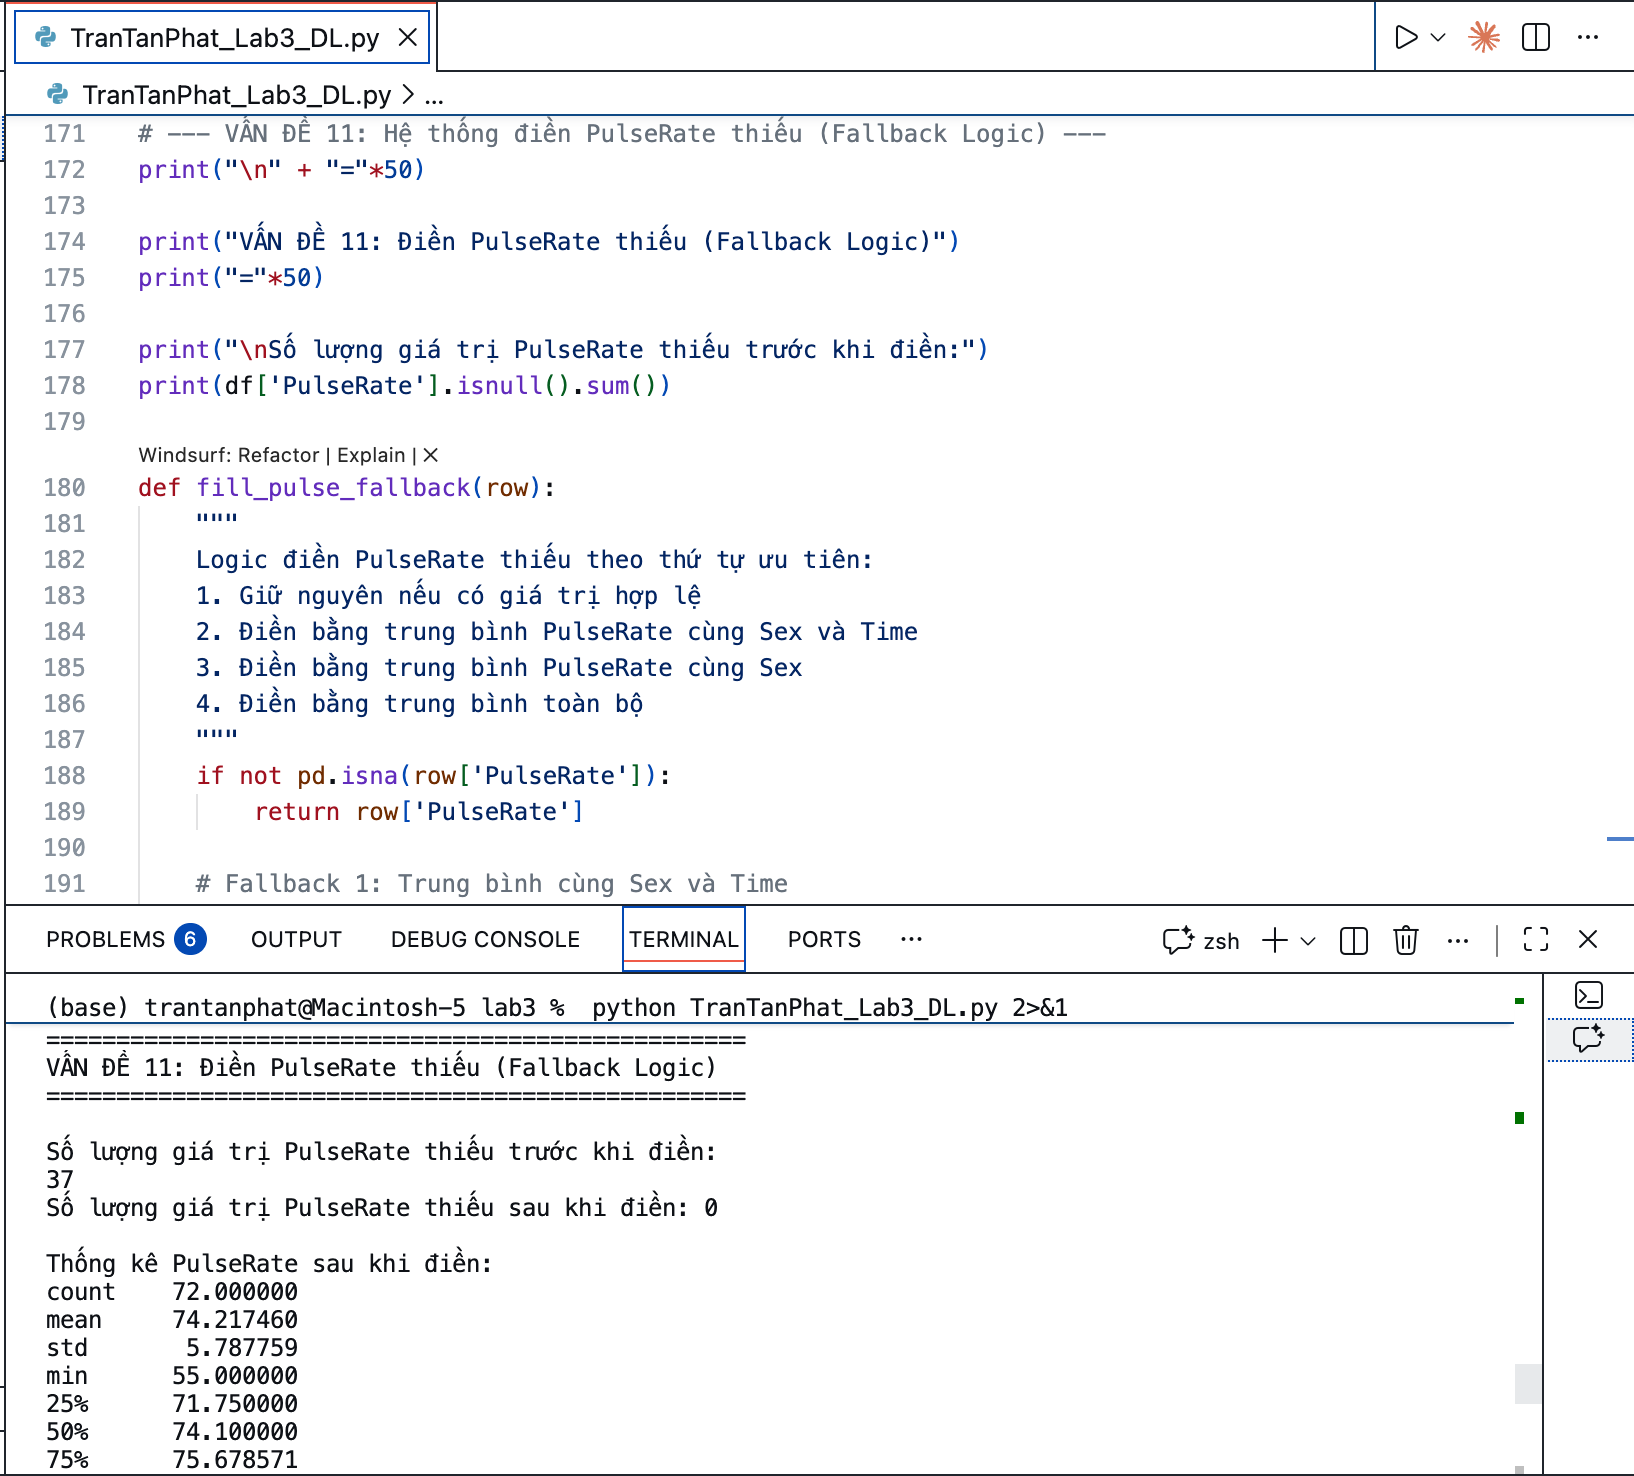 TranTanPhat_Lab3_DL.py
TranTanPhat_Lab3_DL.py > ...
171 # --- VẤN ĐỀ 11: Hệ thống điền PulseRate thiếu (Fallback Logic) ---
172 print("\n" + "="*50)
173
174 print("VẤN ĐỀ 11: Điền PulseRate thiếu (Fallback Logic)")
175 print("="*50)
176
177 print("\nSố lượng giá trị PulseRate thiếu trước khi điền:")
178 print(df['PulseRate'].isnull().sum())
179
Windsurf: Refactor | Explain | ×
180 def fill_pulse_fallback(row):
181 """
182 Logic điền PulseRate thiếu theo thứ tự ưu tiên:
183 1. Giữ nguyên nếu có giá trị hợp lệ
184 2. Điền bằng trung bình PulseRate cùng Sex và Time
185 3. Điền bằng trung bình PulseRate cùng Sex
186 4. Điền bằng trung bình toàn bộ
187 """
188 if not pd.isna(row['PulseRate']):
189 return row['PulseRate']
190
191 # Fallback 1: Trung bình cùng Sex và Time
PROBLEMS 6 OUTPUT DEBUG CONSOLE TERMINAL PORTS ... zsh
(base) trantanphat@Macintosh-5 lab3 % python TranTanPhat_Lab3_DL.py 2>&1
==================================================
VẤN ĐỀ 11: Điền PulseRate thiếu (Fallback Logic)
==================================================
Số lượng giá trị PulseRate thiếu trước khi điền:
37
Số lượng giá trị PulseRate thiếu sau khi điền: 0
Thống kê PulseRate sau khi điền:
count 72.000000
mean 74.217460
std 5.787759
min 55.000000
25% 71.750000
50% 74.100000
75% 75.678571